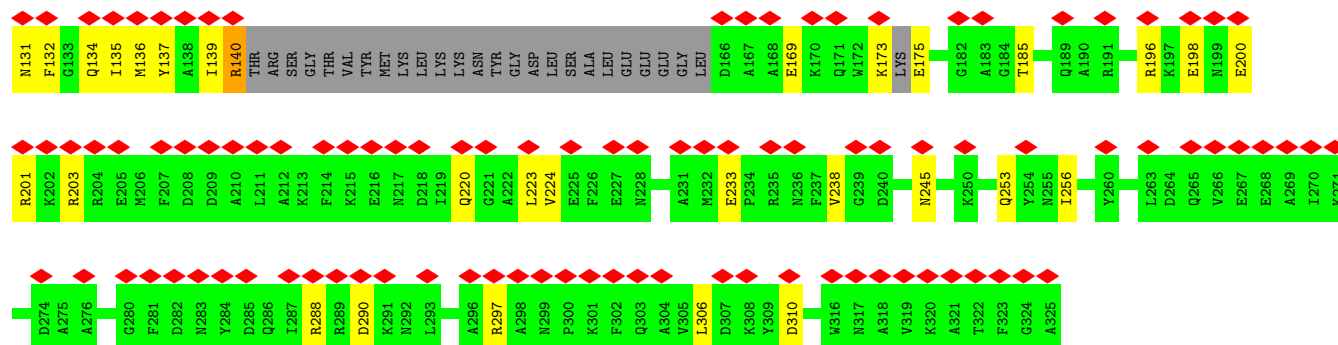 N131 F132 G133 Q134 I135 M136 Y137 A138 I139 R140 THR ARG SER GLY THR VAL TYR MET LYS LEU LYS LYS ASN TYR GLY ASP LEU SER ALA LEU GLU GLU GLU GLY LEU D166 A167 A168 E169 K170 Q171 W172 K173 LYS E175 G182 A183 G184 T185 Q189 A190 R191 R196 K197 E198 N199 E200
R201 K202 R203 R204 E205 M206 F207 D208 D209 A210 L211 A212 K213 F214 K215 E216 N217 D218 I219 Q220 G221 A222 L223 V224 E225 F226 E227 N228 A231 M232 E233 P234 R235 N236 F237 V238 G239 D240 N245 K250 Q253 Y254 N255 I256 Y260 L263 D264 Q265 V266 E267 E268 A269 I270 K271
D274 A275 A276 G280 F281 D282 N283 Y284 D285 Q286 I287 R288 R289 D290 K291 N292 L293 A296 R297 A298 N299 P300 K301 F302 Q303 A304 V305 L306 D307 K308 Y309 D310 W316 N317 A318 V319 K320 A321 T322 F323 G324 A325